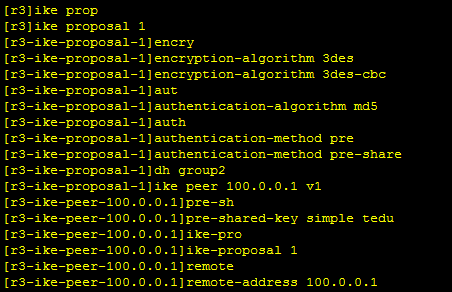 [r3]ike prop
[r3]ike proposal 1
[r3-ike-proposal-1]encry
[r3-ike-proposal-1]encryption-algorithm 3des
[r3-ike-proposal-1]encryption-algorithm 3des-cbc
[r3-ike-proposal-1]aut
[r3-ike-proposal-1]authentication-algorithm md5
[r3-ike-proposal-1]auth
[r3-ike-proposal-1]authentication-method pre
[r3-ike-proposal-1]authentication-method pre-share
[r3-ike-proposal-1]dh group2
[r3-ike-proposal-1]ike peer 100.0.0.1 v1
[r3-ike-peer-100.0.0.1]pre-sh
[r3-ike-peer-100.0.0.1]pre-shared-key simple tedu
[r3-ike-peer-100.0.0.1]ike-pro
[r3-ike-peer-100.0.0.1]ike-proposal 1
[r3-ike-peer-100.0.0.1]remote
[r3-ike-peer-100.0.0.1]remote-address 100.0.0.1